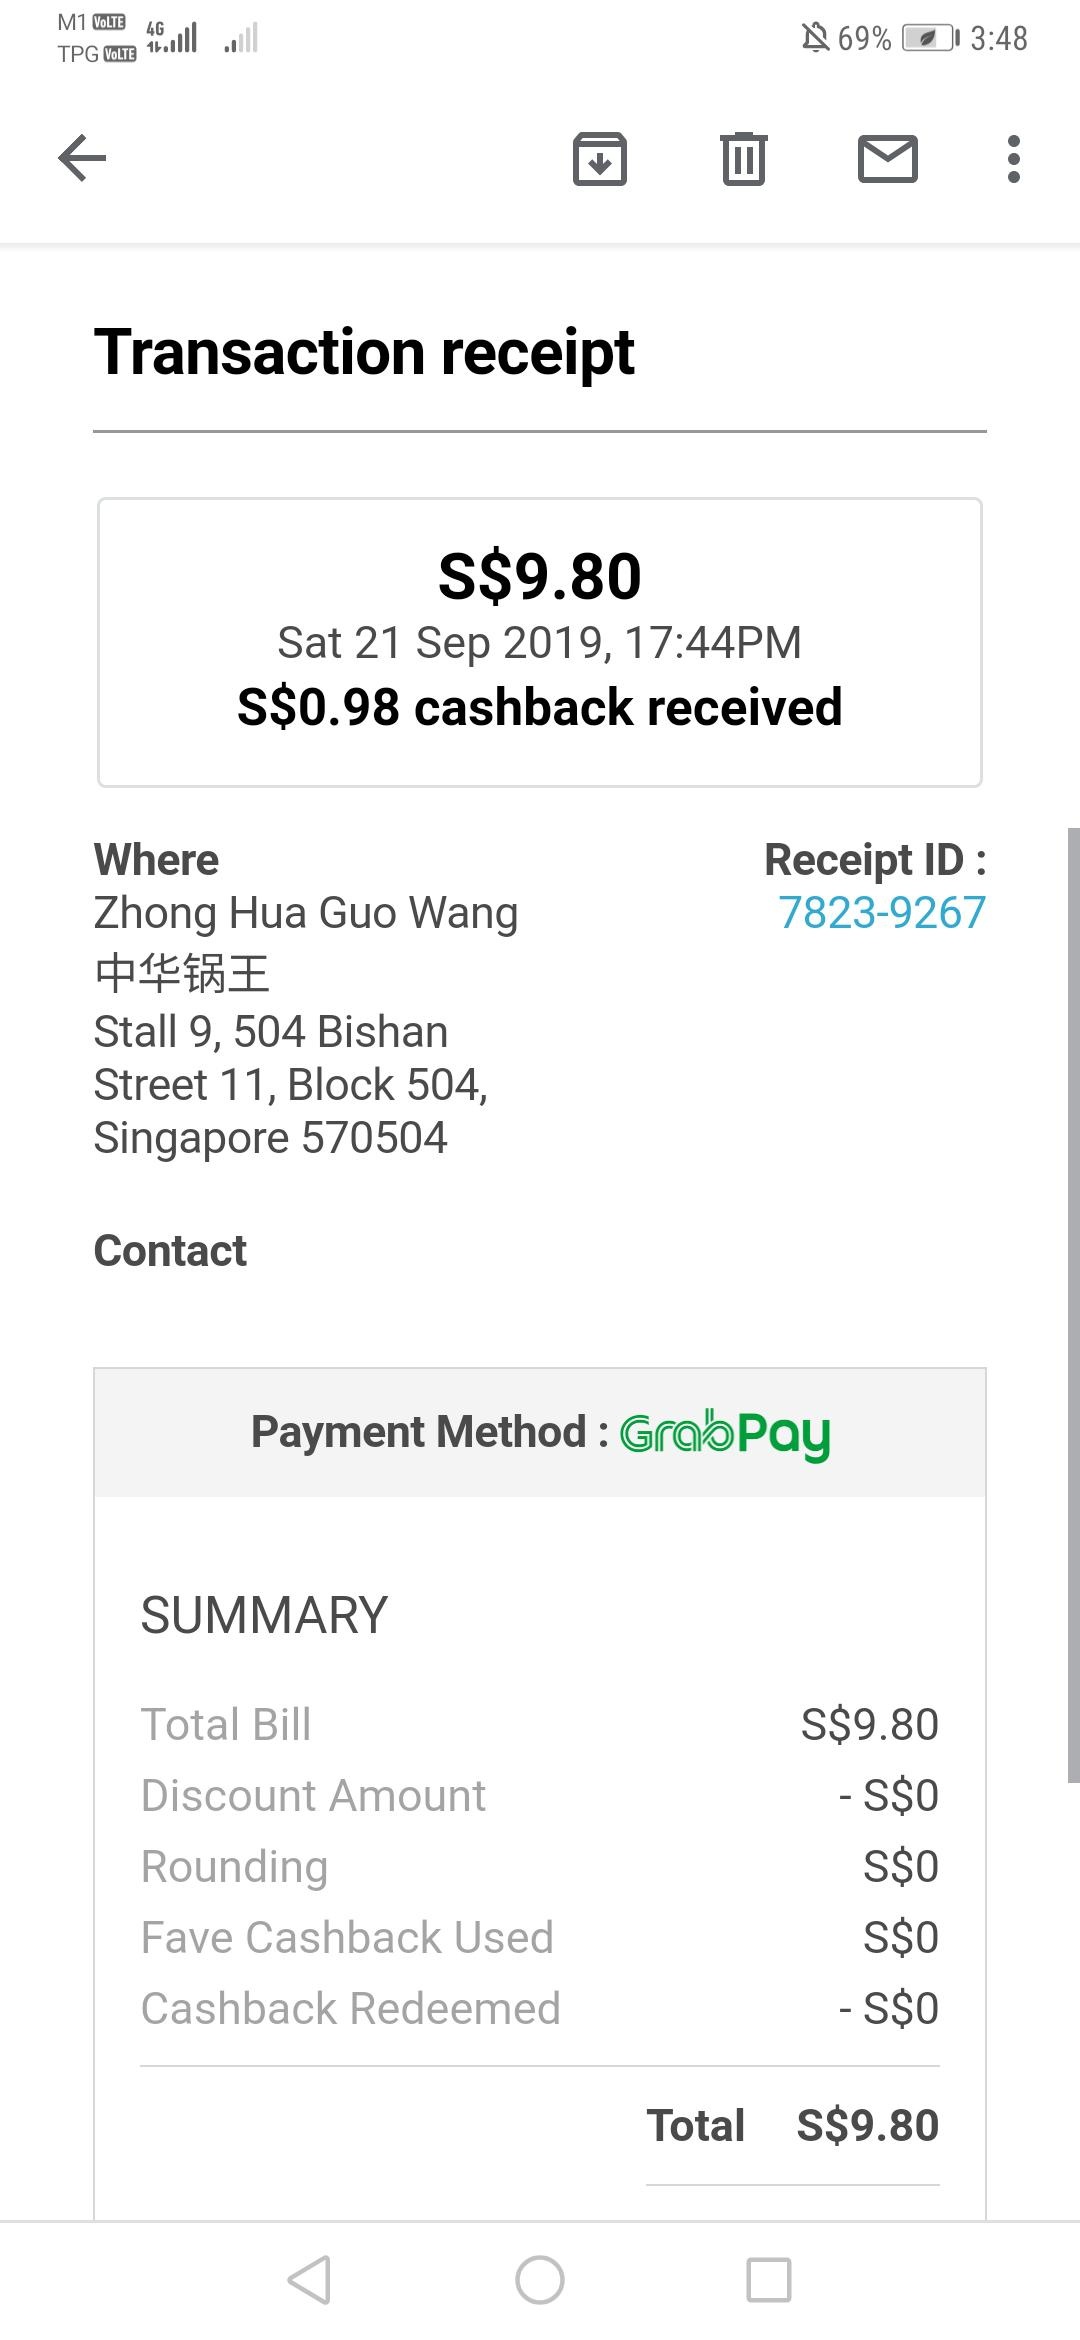 M1 VoLTE 4G
TPG VoLTE
69% 3:48
Transaction receipt
S$9.80
Sat 21 Sep 2019, 17:44PM
S$0.98 cashback received
Where
Zhong Hua Guo Wang
中华锅王
Stall 9, 504 Bishan
Street 11, Block 504,
Singapore 570504
Receipt ID :
7823-9267
Contact
Payment Method : GrabPay
SUMMARY
Total Bill S$9.80
Discount Amount - S$0
Rounding S$0
Fave Cashback Used S$0
Cashback Redeemed - S$0
Total S$9.80